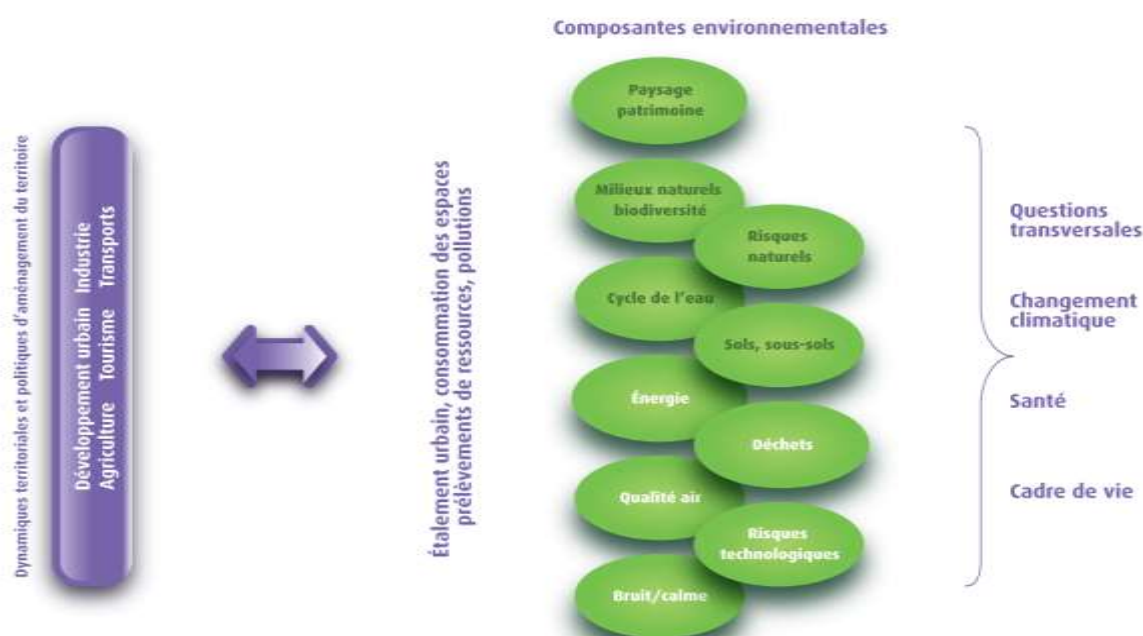 Composantes environnementales
Dynamiques territoriales et politiques d'aménagement du territoire
Développement urbain Industrie
Agriculture Tourisme Transports
Étalement urbain, consommation des espaces
prélèvements de ressources, pollutions
Paysage
patrimoine
Milieux naturels
biodiversité
Risques
naturels
Cycle de l'eau
Sols, sous-sols
Énergie
Déchets
Qualité air
Risques
technologiques
Bruit/calme
Questions
transversales
Changement
climatique
Santé
Cadre de vie